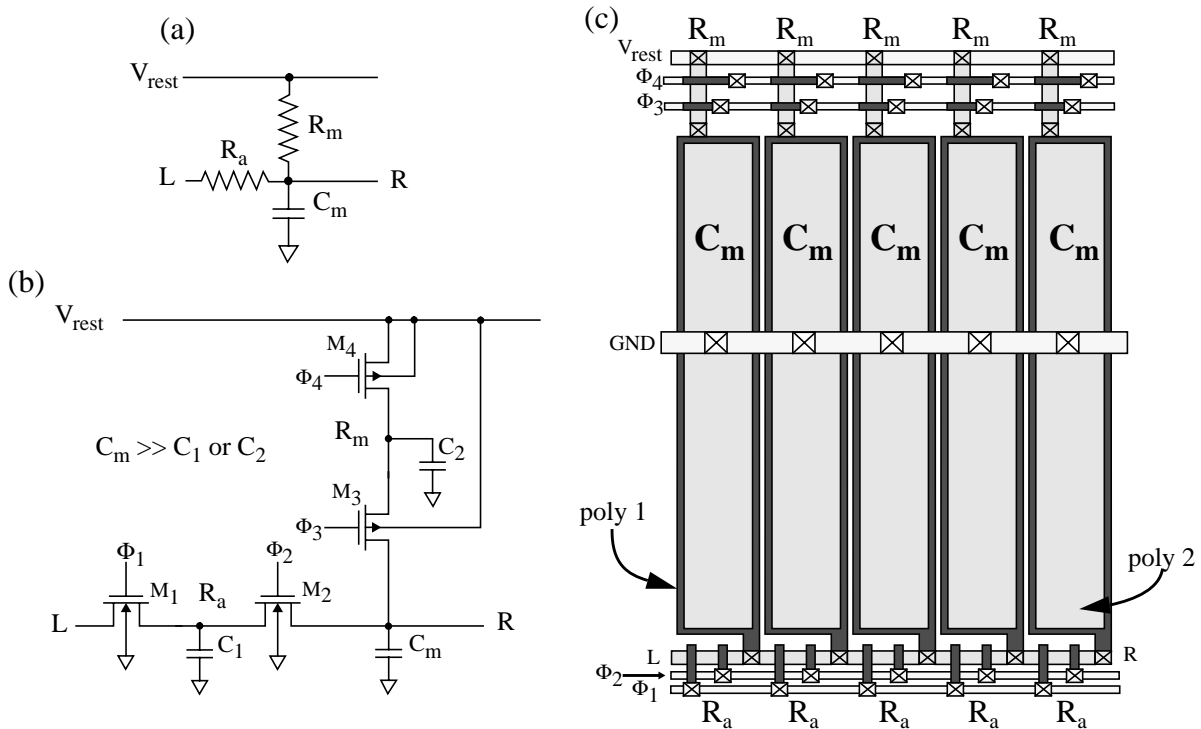 (a)
V_rest
R_m
R_a
L
R
C_m
(b)
V_rest
M_4
Φ_4
R_m
C_2
C_m >> C_1 or C_2
M_3
Φ_3
Φ_1
Φ_2
M_1
R_a
M_2
L
R
C_1
C_m
(c)
R_m R_m R_m R_m R_m
V_rest
Φ_4
Φ_3
C_m C_m C_m C_m C_m
GND
poly 1
poly 2
L
R
Φ_2
Φ_1
R_a R_a R_a R_a R_a